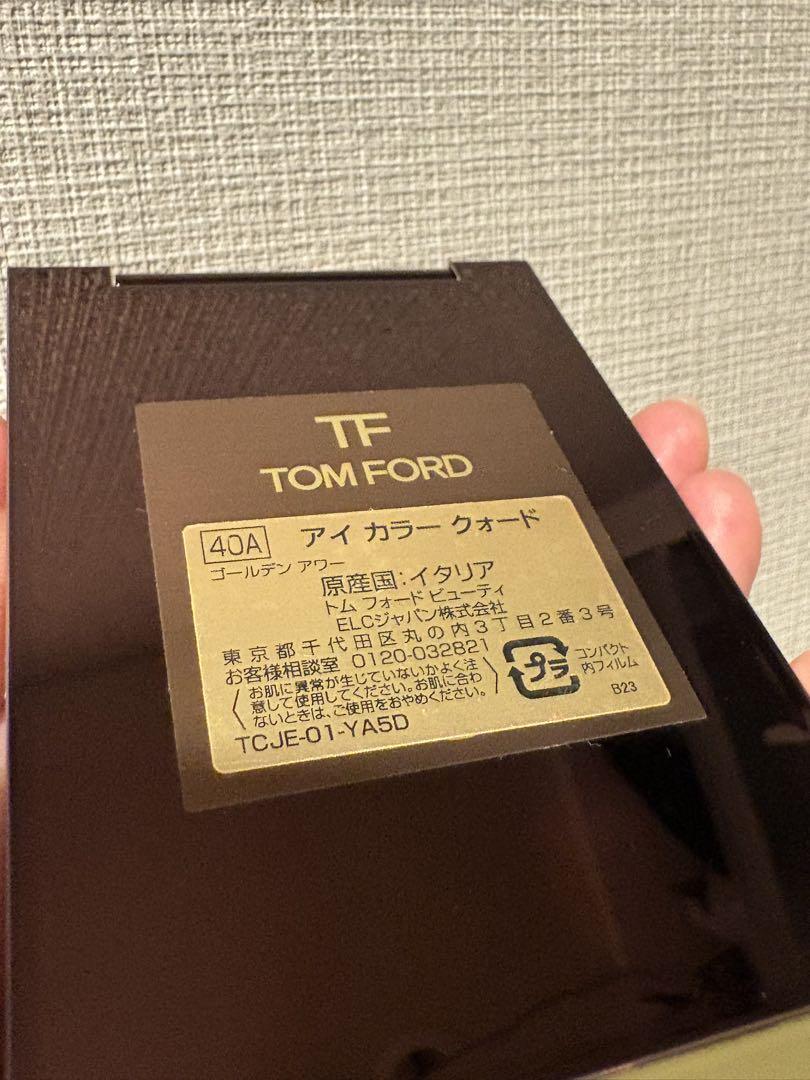 TF
TOM FORD
40A アイ カラー クォード
ゴールデン アワー
原産国:イタリア
トム フォード ビューティ
ELCジャパン株式会社
東京都千代田区丸の内3丁目2番3号
お客様相談室 0120-032821
お肌に異常が生じていないかよく注
意して使用してください。お肌に合わ
ないときは、ご使用をおやめください。
TCJE-01-YA5D
プラ
コンパクト
内フィルム
B23